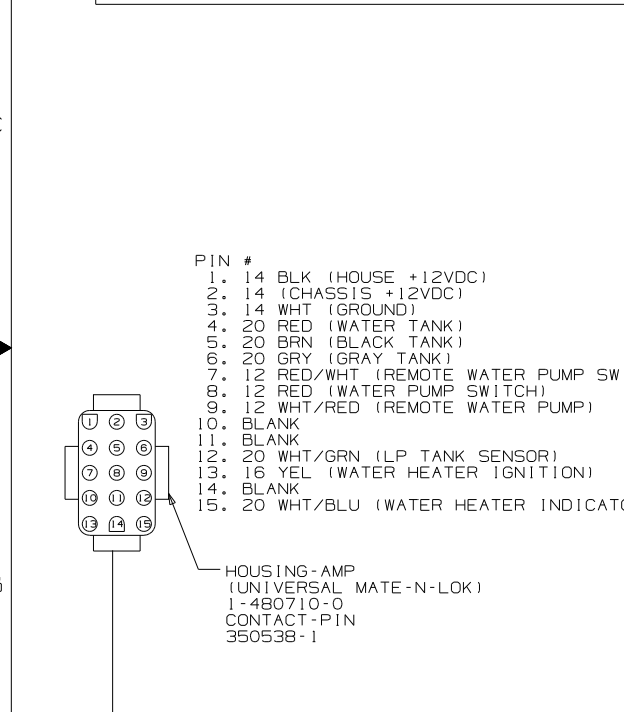 PIN #
1. 14 BLK (HOUSE +12VDC)
2. 14 (CHASSIS +12VDC)
3. 14 WHT (GROUND)
4. 20 RED (WATER TANK)
5. 20 BRN (BLACK TANK)
6. 20 GRY (GRAY TANK)
7. 12 RED/WHT (REMOTE WATER PUMP SW
8. 12 RED (WATER PUMP SWITCH)
9. 12 WHT/RED (REMOTE WATER PUMP)
10. BLANK
11. BLANK
12. 20 WHT/GRN (LP TANK SENSOR)
13. 16 YEL (WATER HEATER IGNITION)
14. BLANK
15. 20 WHT/BLU (WATER HEATER INDICATO
1 2 3
4 5 6
7 8 9
10 11 12
13 14 15
HOUSING-AMP
(UNIVERSAL MATE-N-LOK)
1-480710-0
CONTACT-PIN
350538-1